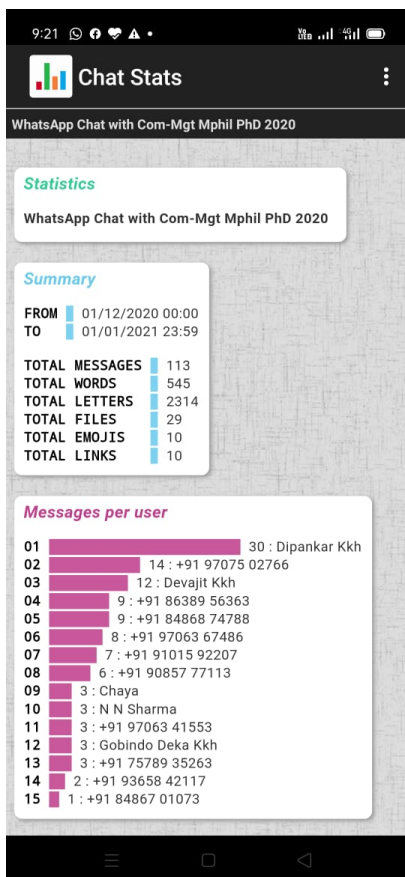 9:21
Vo LTEB 4G
Chat Stats
WhatsApp Chat with Com-Mgt Mphil PhD 2020
Statistics
WhatsApp Chat with Com-Mgt Mphil PhD 2020
Summary
FROM 01/12/2020 00:00
TO 01/01/2021 23:59
TOTAL MESSAGES 113
TOTAL WORDS 545
TOTAL LETTERS 2314
TOTAL FILES 29
TOTAL EMOJIS 10
TOTAL LINKS 10
Messages per user
01 30 : Dipankar Kkh
02 14 : +91 97075 02766
03 12 : Devajit Kkh
04 9 : +91 86389 56363
05 9 : +91 84868 74788
06 8 : +91 97063 67486
07 7 : +91 91015 92207
08 6 : +91 90857 77113
09 3 : Chaya
10 3 : N N Sharma
11 3 : +91 97063 41553
12 3 : Gobindo Deka Kkh
13 3 : +91 75789 35263
14 2 : +91 93658 42117
15 1 : +91 84867 01073